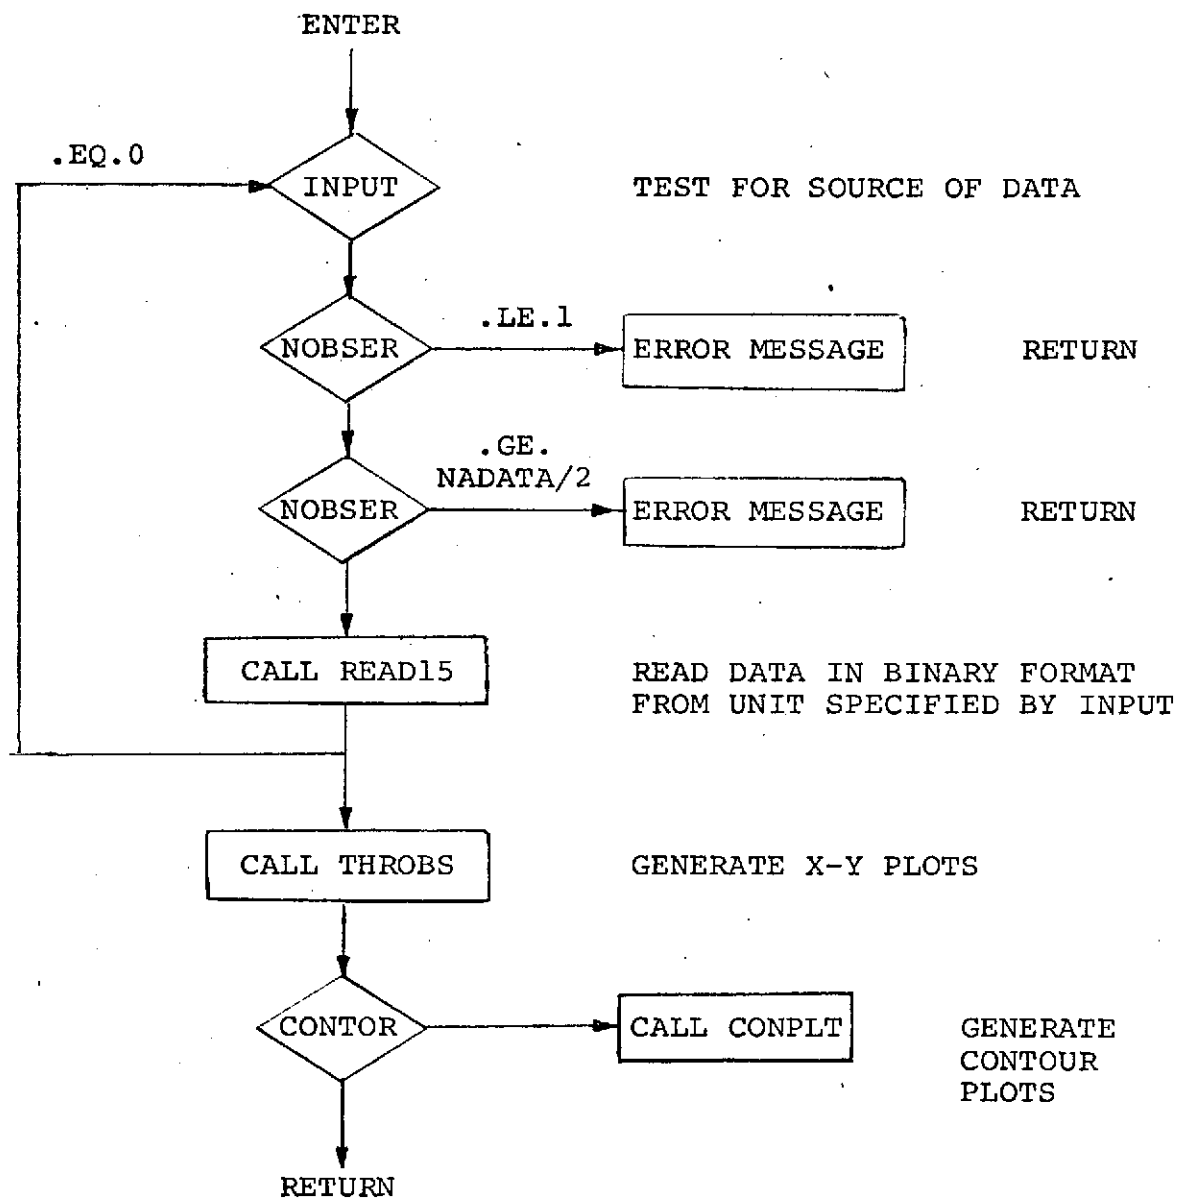 ENTER
.EQ.0
INPUT
TEST FOR SOURCE OF DATA
NOBSER
.LE.1
ERROR MESSAGE
RETURN
NOBSER
.GE.
NADATA/2
ERROR MESSAGE
RETURN
CALL READ15
READ DATA IN BINARY FORMAT
FROM UNIT SPECIFIED BY INPUT
CALL THROBS
GENERATE X-Y PLOTS
CONTOR
CALL CONPLT
GENERATE
CONTOUR
PLOTS
RETURN